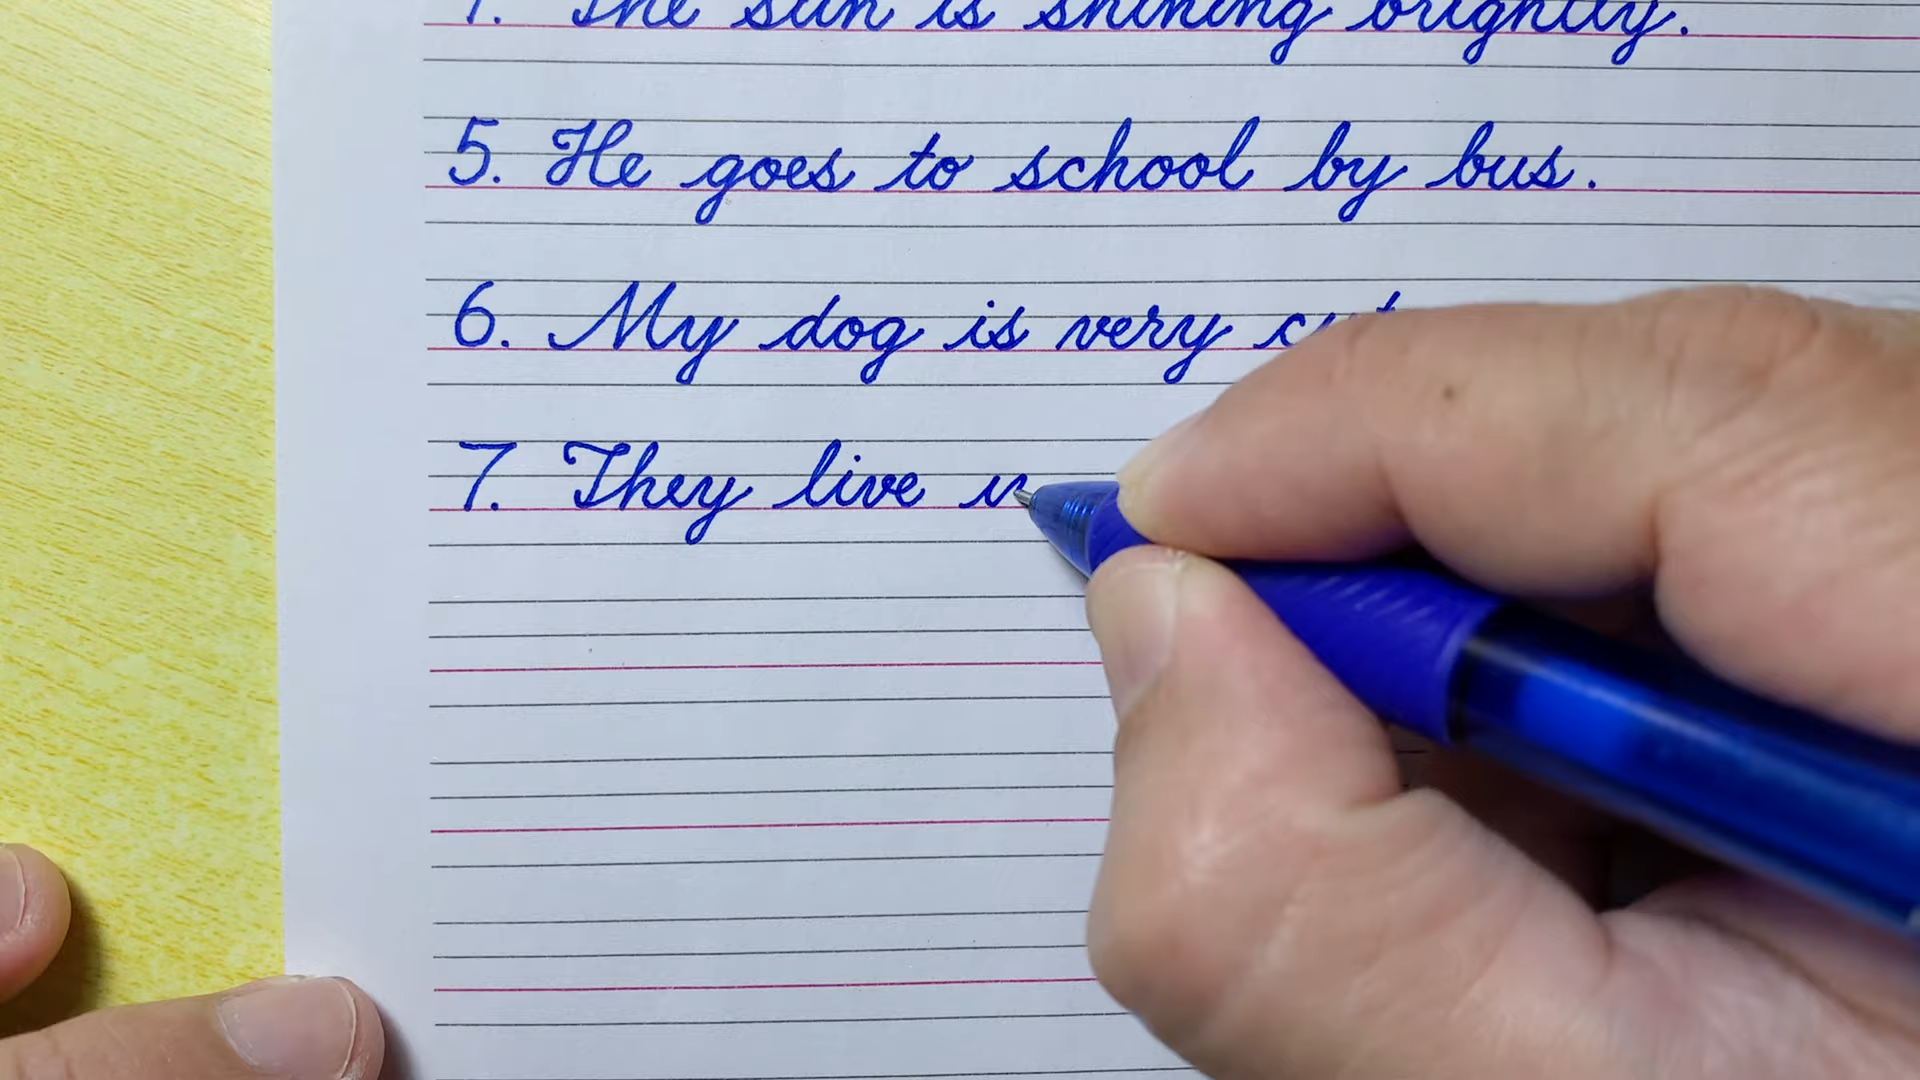 The sun is shining brightly.
5. He goes to school by bus.
6. My dog is very cut
7. They live